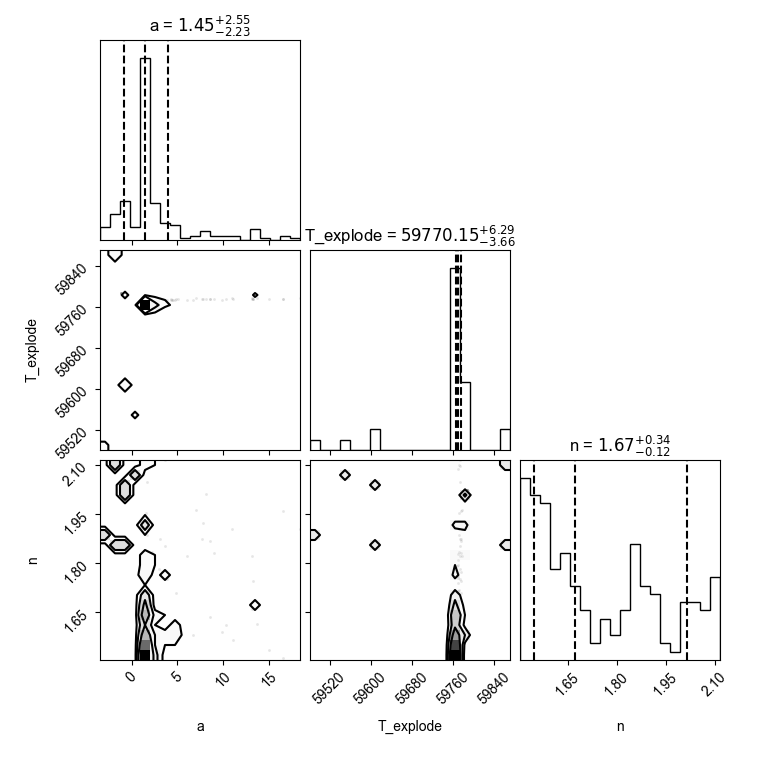 a = 1.45+2.55−2.23
T_explode = 59770.15+6.29−3.66
59840
59760
59680
59600
59520
T_explode
n = 1.67+0.34−0.12
2.10
1.95
1.80
1.65
n
0 5 10 15
59520 59600 59680 59760 59840
1.65 1.80 1.95 2.10
a T_explode n